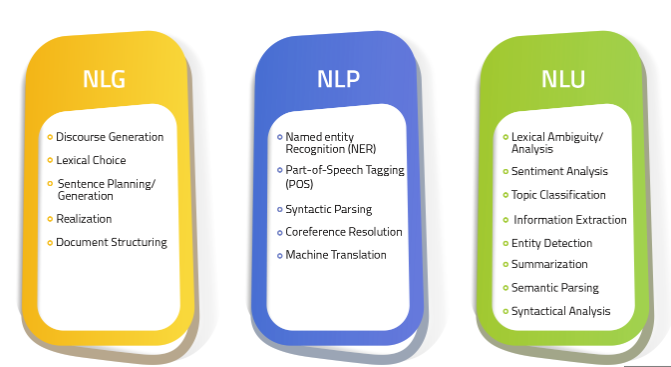 NLG
Discourse Generation
Lexical Choice
Sentence Planning/
Generation
Realization
Document Structuring
NLP
Named entity
Recognition (NER)
Part-of-Speech Tagging
(POS)
Syntactic Parsing
Coreference Resolution
Machine Translation
NLU
Lexical Ambiguity/
Analysis
Sentiment Analysis
Topic Classification
Information Extraction
Entity Detection
Summarization
Semantic Parsing
Syntactical Analysis